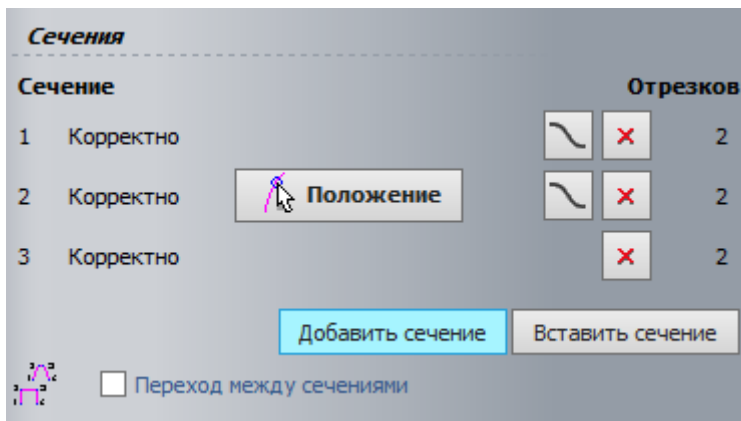 Сечения
Сечение Отрезков
1 Корректно 2
2 Корректно Положение 2
3 Корректно 2
Добавить сечение Вставить сечение
Переход между сечениями